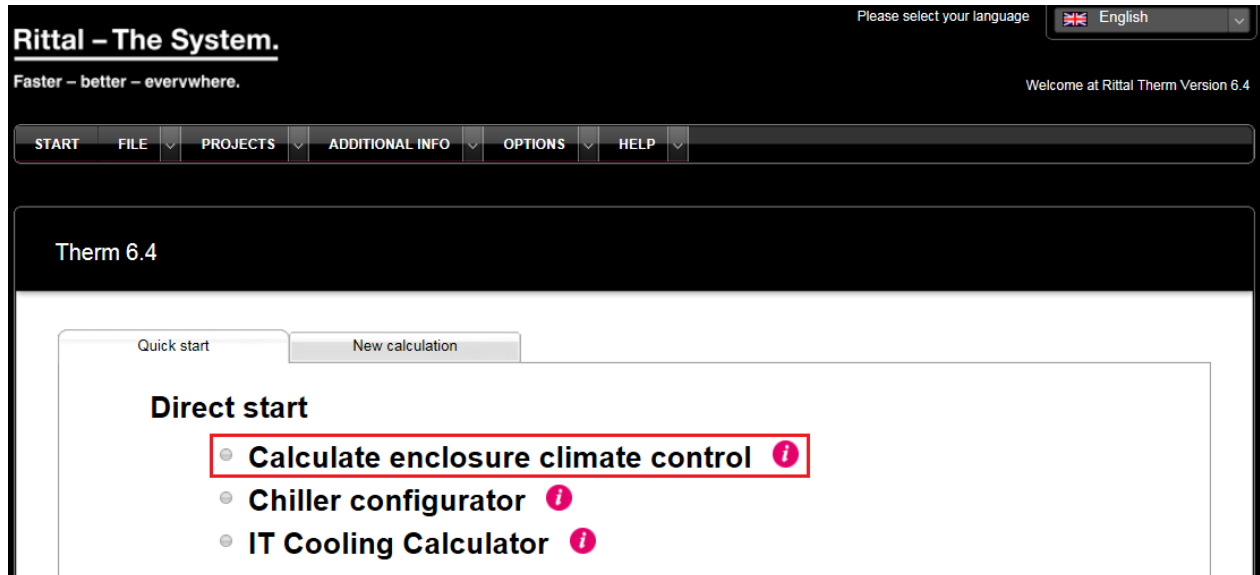 Please select your language English
Rittal – The System.
Faster – better – everywhere.
Welcome at Rittal Therm Version 6.4
START FILE PROJECTS ADDITIONAL INFO OPTIONS HELP
Therm 6.4
Quick start New calculation
Direct start
Calculate enclosure climate control i
Chiller configurator i
IT Cooling Calculator i